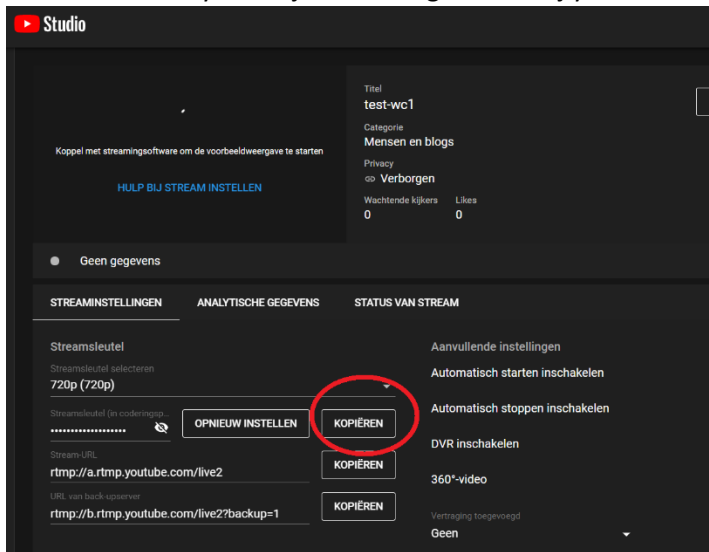 Studio
Titel
test-wc1
Categorie
Mensen en blogs
Koppel met streamingsoftware om de voorbeeldweergave te starten
Privacy
Verborgen
HULP BIJ STREAM INSTELLEN
Wachtende kijkers Likes
0 0
Geen gegevens
STREAMINSTELLINGEN ANALYTISCHE GEGEVENS STATUS VAN STREAM
Streamsleutel
Streamsleutel selecteren
720p (720p)
Streamsleutel (in coderingsp...
•••••••••••••••••••
OPNIEUW INSTELLEN
KOPIËREN
Stream-URL
rtmp://a.rtmp.youtube.com/live2
KOPIËREN
URL van back-upserver
rtmp://b.rtmp.youtube.com/live2?backup=1
KOPIËREN
Aanvullende instellingen
Automatisch starten inschakelen
Automatisch stoppen inschakelen
DVR inschakelen
360°-video
Vertraging toegevoegd
Geen